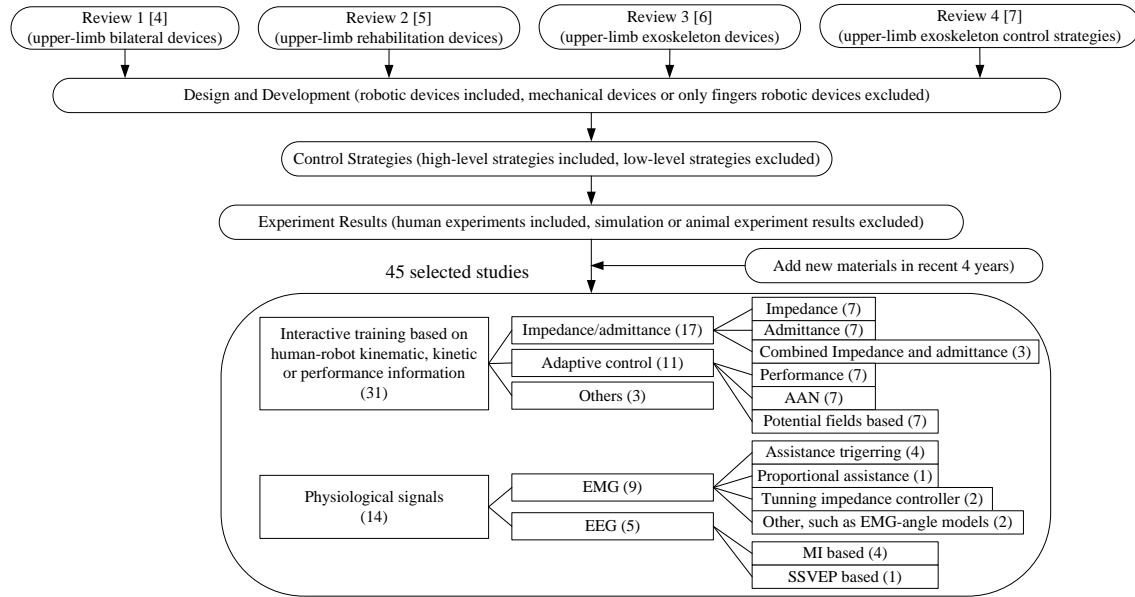 Review 1 [4]
(upper-limb bilateral devices)
Review 2 [5]
(upper-limb rehabilitation devices)
Review 3 [6]
(upper-limb exoskeleton devices)
Review 4 [7]
(upper-limb exoskeleton control strategies)
Design and Development (robotic devices included, mechanical devices or only fingers robotic devices excluded)
Control Strategies (high-level strategies included, low-level strategies excluded)
Experiment Results (human experiments included, simulation or animal experiment results excluded)
45 selected studies
Add new materials in recent 4 years)
Interactive training based on
human-robot kinematic, kinetic
or performance information
(31)
Impedance/admittance (17)
Adaptive control (11)
Others (3)
Impedance (7)
Admittance (7)
Combined Impedance and admittance (3)
Performance (7)
AAN (7)
Potential fields based (7)
Physiological signals
(14)
EMG (9)
EEG (5)
Assistance trigerring (4)
Proportional assistance (1)
Tunning impedance controller (2)
Other, such as EMG-angle models (2)
MI based (4)
SSVEP based (1)